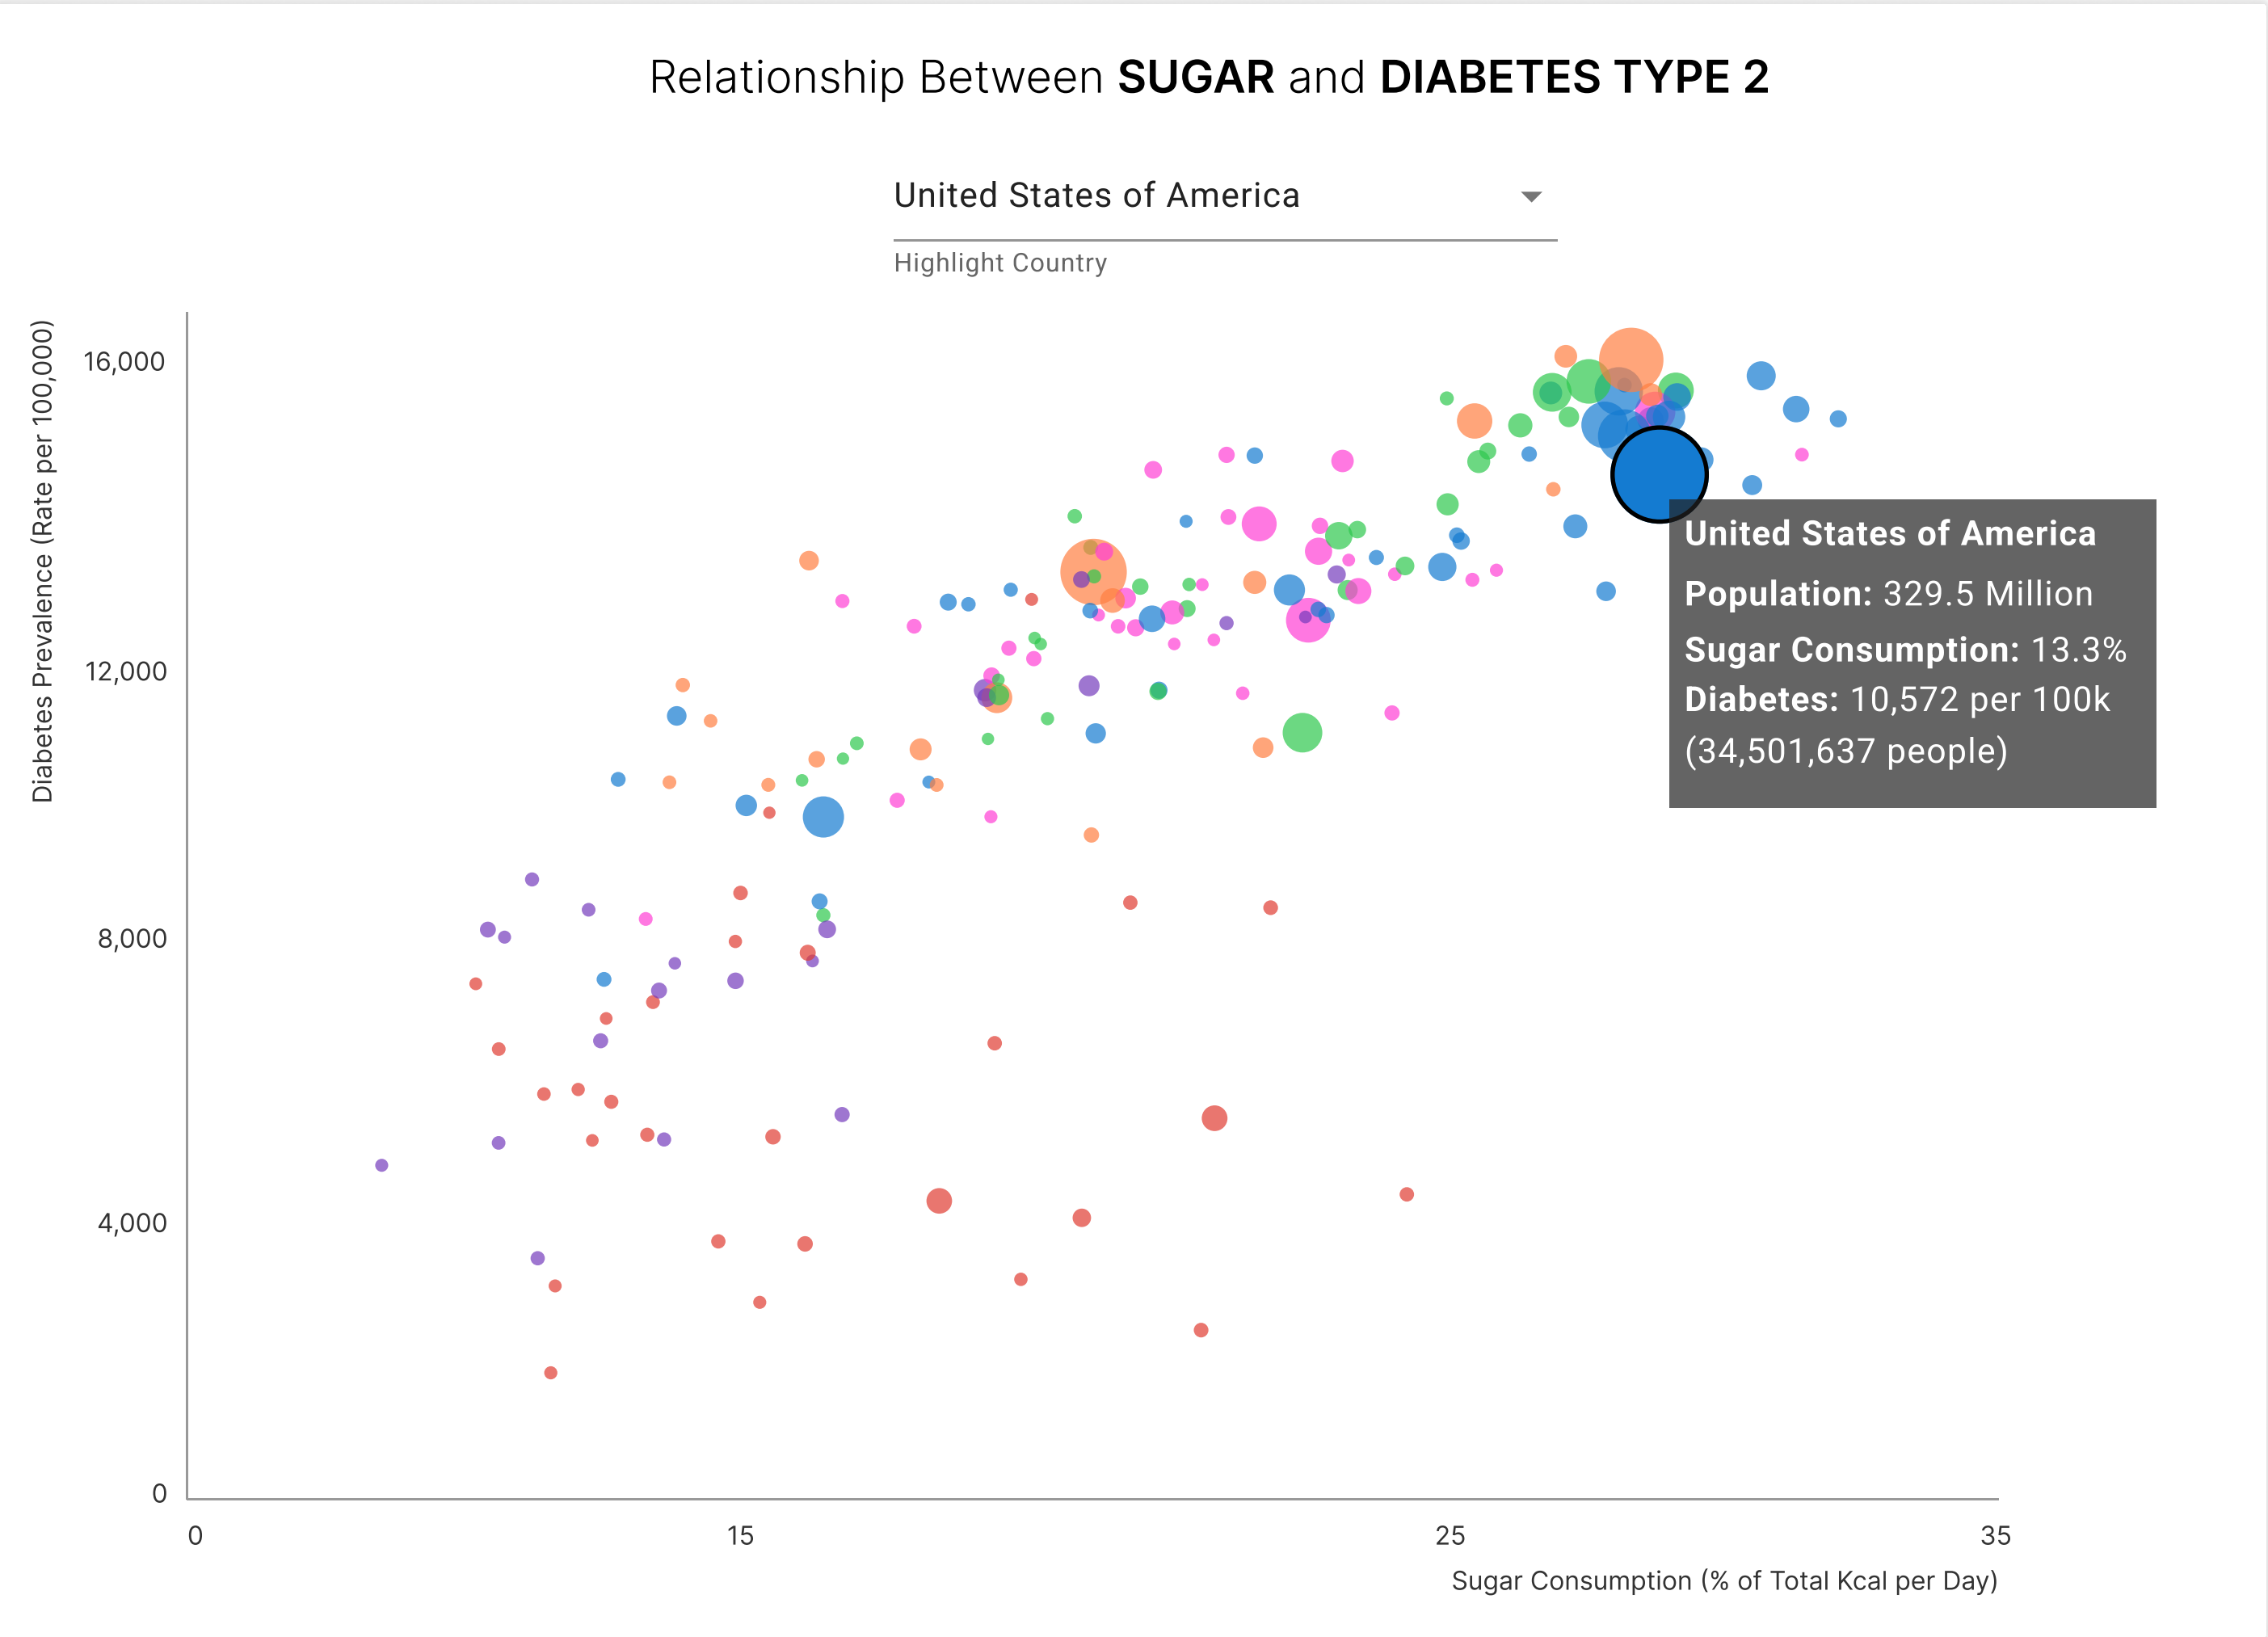 Relationship Between SUGAR and DIABETES TYPE 2
United States of America
Highlight Country
Diabetes Prevalence (Rate per 100,000)
16,000
12,000
8,000
4,000
0
United States of America
Population: 329.5 Million
Sugar Consumption: 13.3%
Diabetes: 10,572 per 100k
(34,501,637 people)
0 15 25 35
Sugar Consumption (% of Total Kcal per Day)